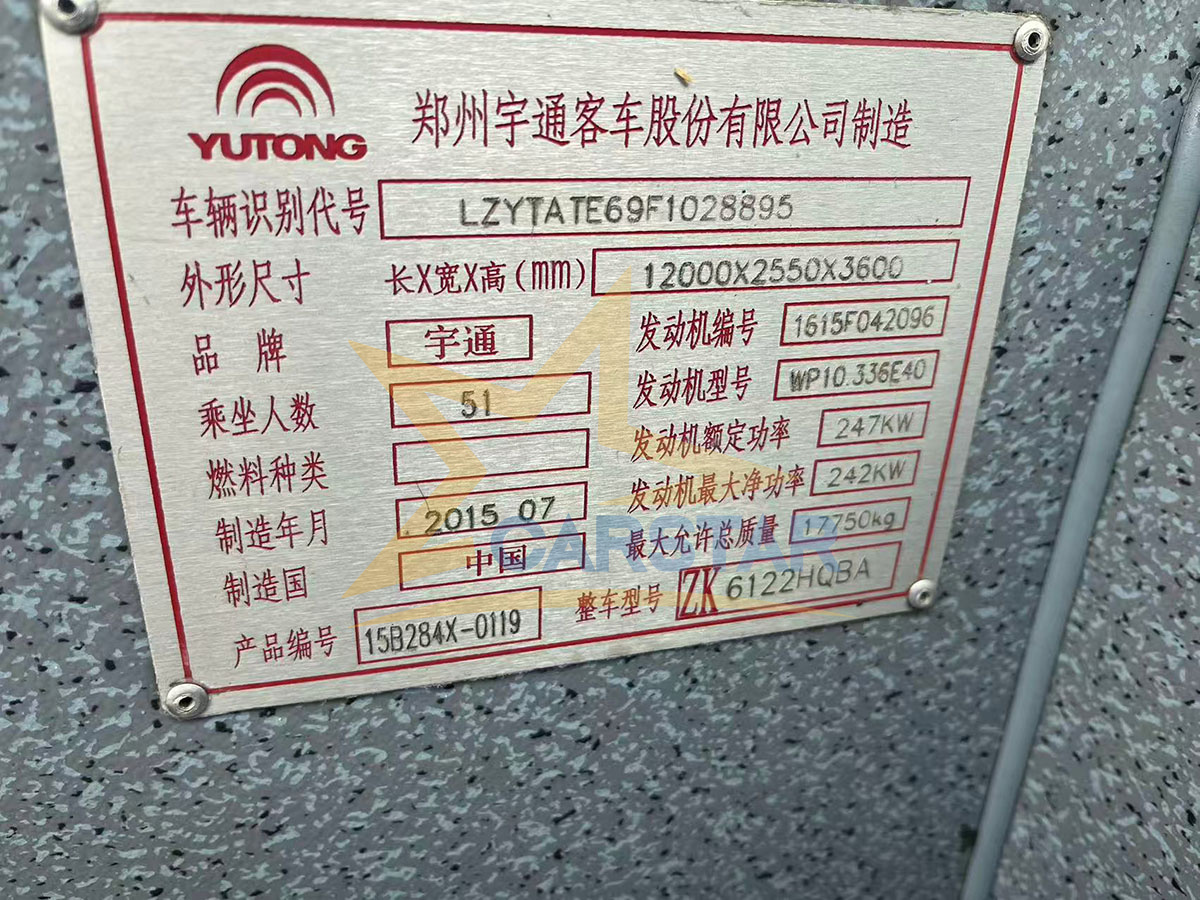 YUTONG
郑州宇通客车股份有限公司制造
车辆识别代号 LZYTATE69F1028895
外形尺寸 长X宽X高(mm) 12000X2550X3600
品 牌 宇通 发动机编号 1615F042096
乘坐人数 51 发动机型号 WP10.336E40
燃料种类 发动机额定功率 247KW
制造年月 2015 07 发动机最大净功率 242KW
制造国 中国 最大允许总质量 17750kg
产品编号 15B284X-0119 整车型号 ZK6122HQBA
CARSTAR